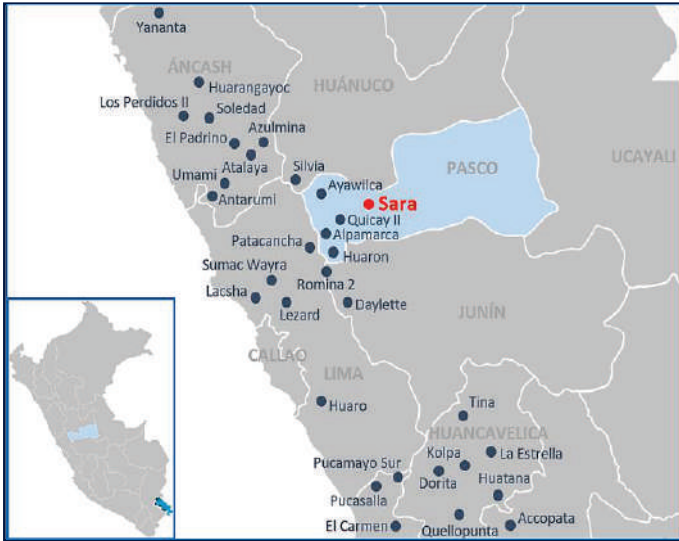 Yananta
ÁNCASH
Huarangayoc
HUÁNUCO
Los Perdidos II
Soledad
El Padrino
Azulmina
Atalaya
Silvia
PASCO
UCAYALI
Umami
Ayawilca
Antarumi
Sara
Quicay II
Alpamarca
Patacancha
Huaron
Sumac Wayra
Romina 2
Lacsha
Lezard
Daylette
JUNÍN
CALLAO
LIMA
Huaro
Tina
HUANCAVELICA
Kolpa
La Estrella
Pucamayo Sur
Dorita
Huatana
Pucasalla
El Carmen
Quellopunta
Accopata